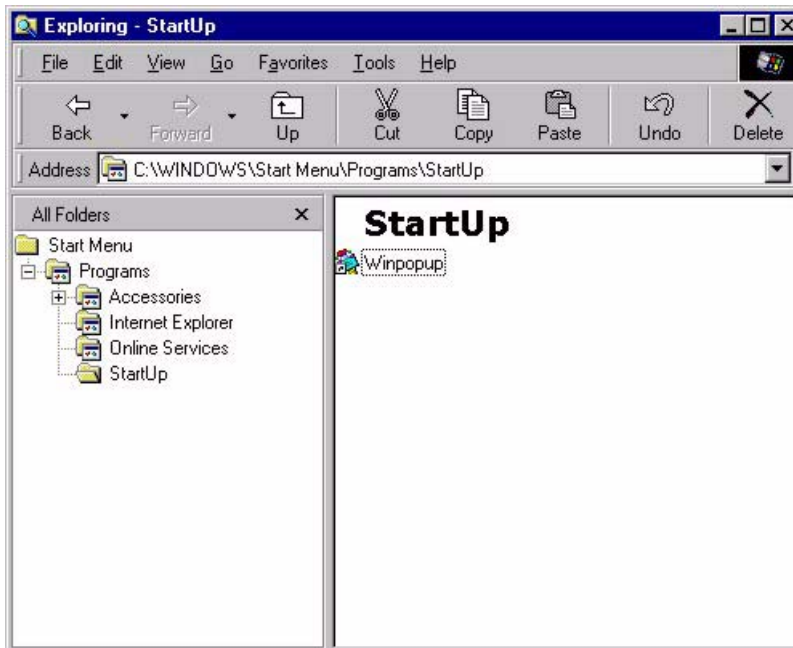 Exploring - StartUp
File Edit View Go Favorites Tools Help
Back Forward Up Cut Copy Paste Undo Delete
Address C:\WINDOWS\Start Menu\Programs\StartUp
All Folders
Start Menu
Programs
Accessories
Internet Explorer
Online Services
StartUp
StartUp
Winpopup